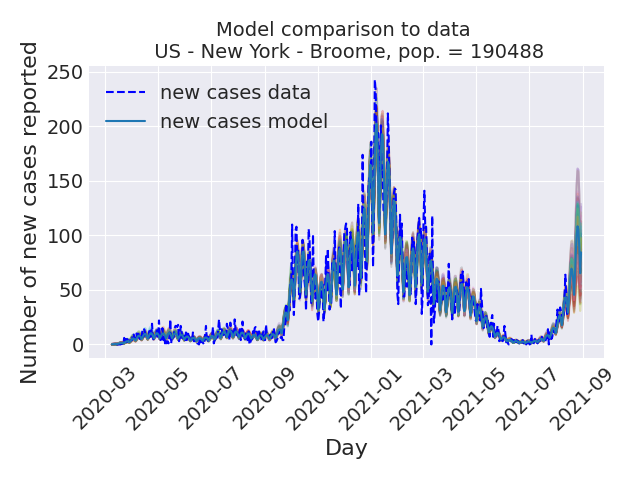 Model comparison to data
US - New York - Broome, pop. = 190488
Number of new cases reported
250
200
150
100
50
0
new cases data
new cases model
2020-03
2020-05
2020-07
2020-09
2020-11
2021-01
2021-03
2021-05
2021-07
2021-09
Day